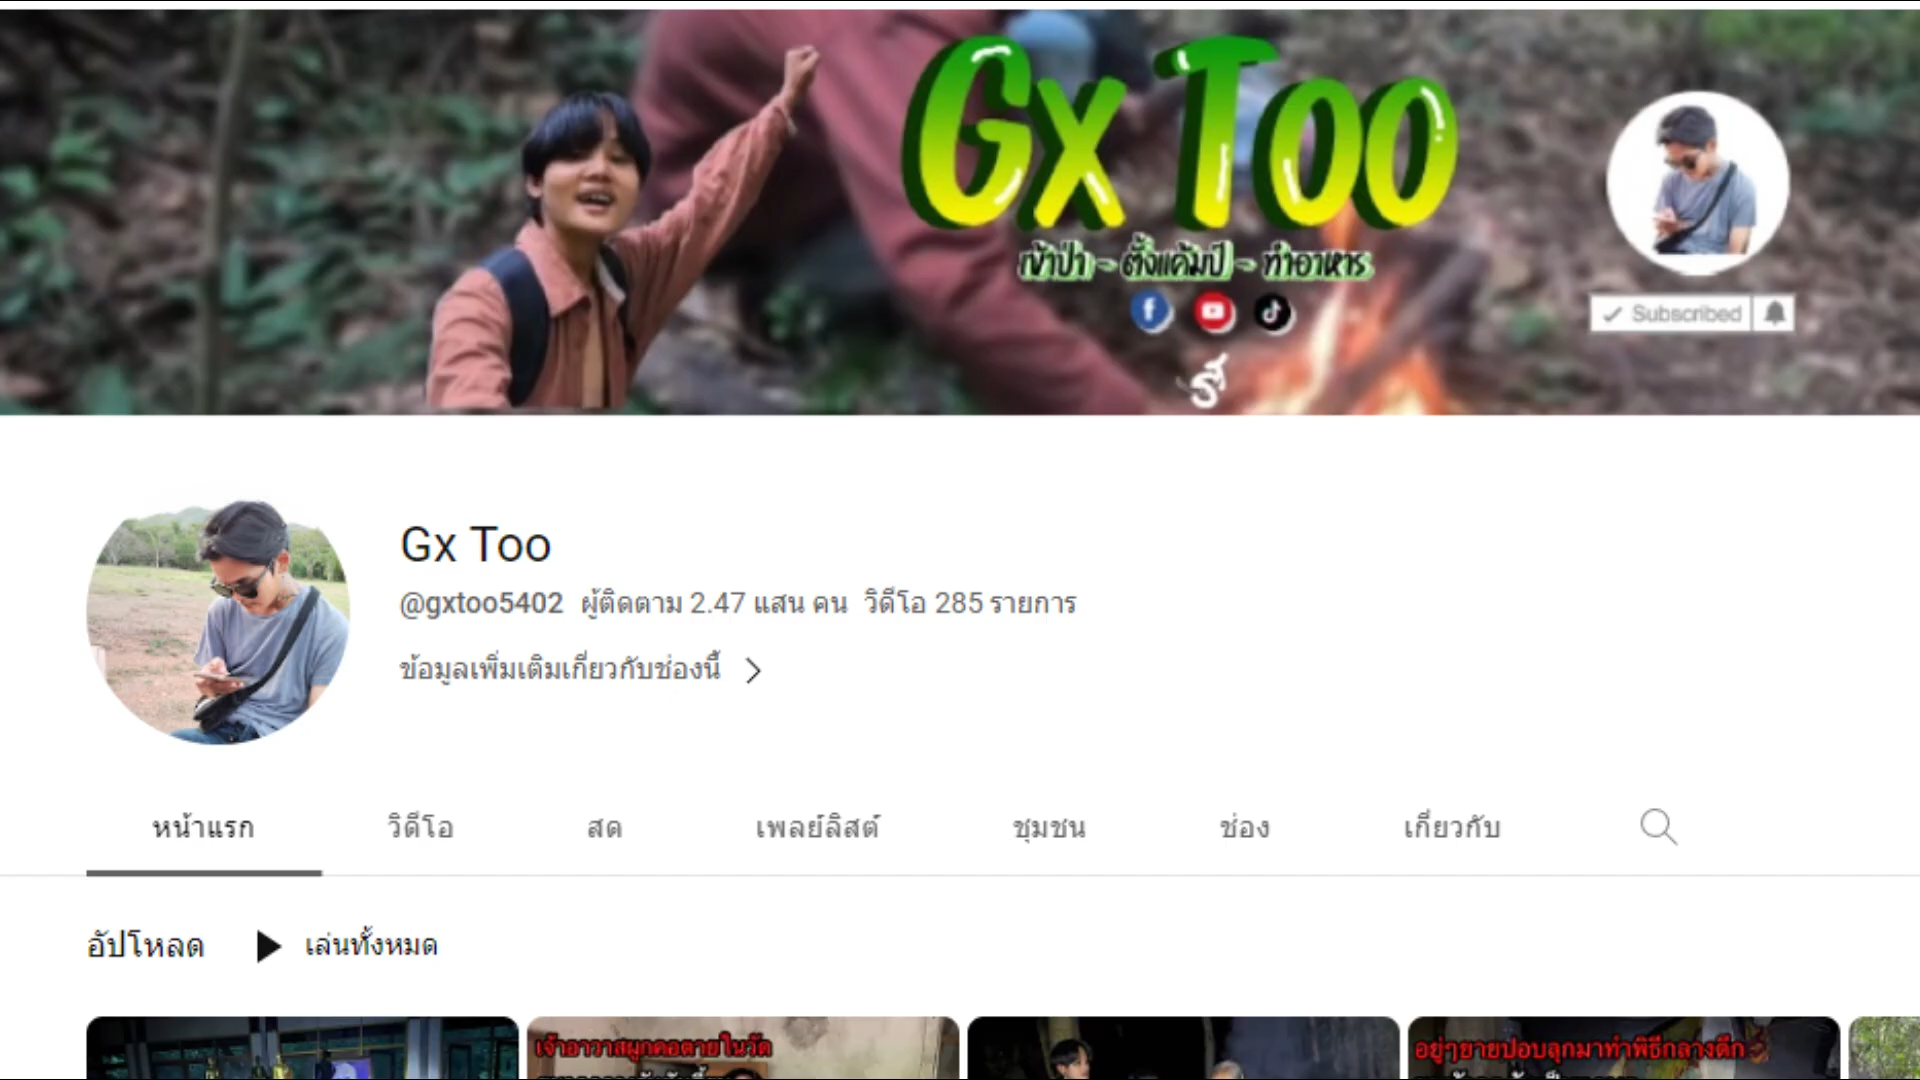 Gx Too
เข้าป่า - ตั้งแค้มป์ - ทำอาหาร
Subscribed
Gx Too
@gxtoo5402 ผู้ติดตาม 2.47 แสน คน วิดีโอ 285 รายการ
ข้อมูลเพิ่มเติมเกี่ยวกับช่องนี้
หน้าแรก วิดีโอ สด เพลย์ลิสต์ ชุมชน ช่อง เกี่ยวกับ
อัปโหลด เล่นทั้งหมด
เจ้าอาวาสผูกคอตายในวัด
อยู่ๆยายปอบลุกมาทำพิธีกลางดึก